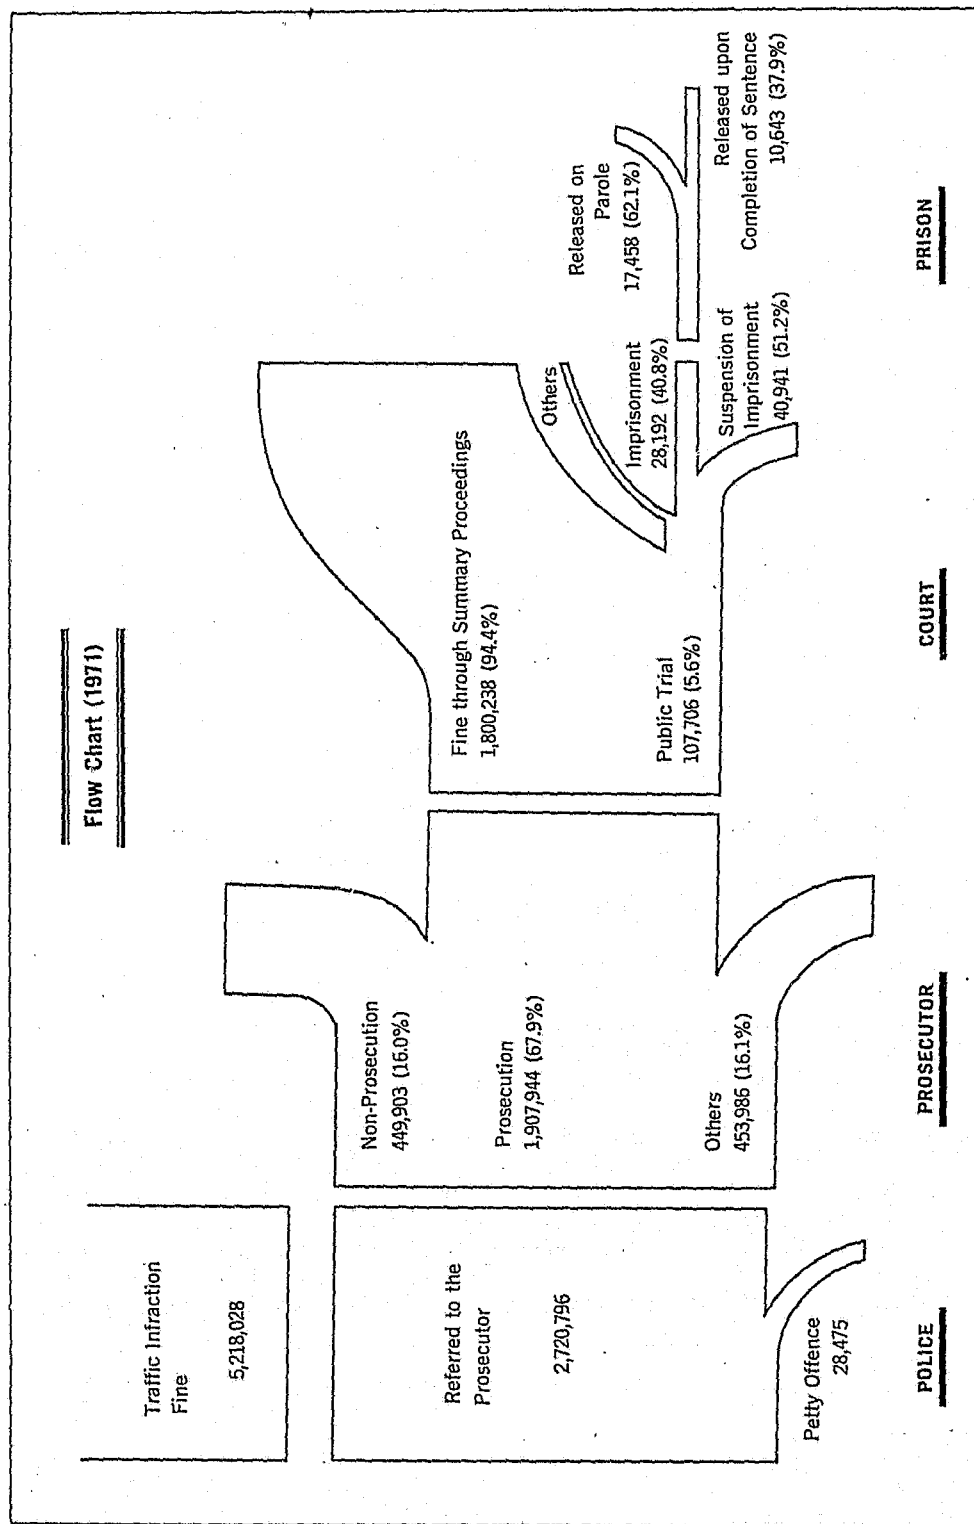 Flow Chart (1971)
Traffic Infraction
Fine
5,218,028
Referred to the
Prosecutor
2,720,796
Petty Offence
28,475
POLICE
Non-Prosecution
449,903 (16.0%)
Prosecution
1,907,944 (67.9%)
Others
453,986 (16.1%)
PROSECUTOR
Fine through Summary Proceedings
1,800,238 (94.4%)
Public Trial
107,706 (5.6%)
Others
Imprisonment
28,192 (40.8%)
Suspension of
Imprisonment
40,941 (51.2%)
COURT
Released on
Parole
17,458 (62.1%)
Released upon
Completion of Sentence
10,643 (37.9%)
PRISON